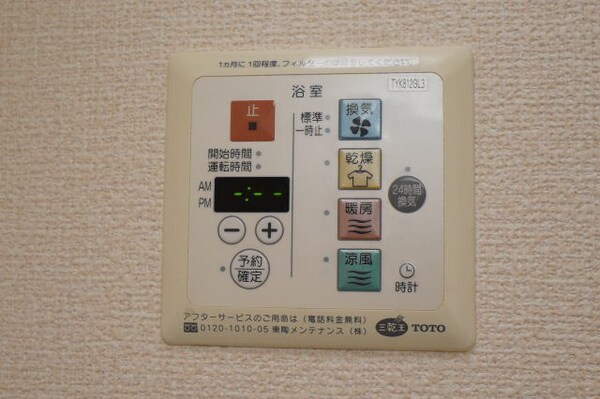 1ヵ月に1回程度、フィルター
TYK812GL3
浴室
止
標準
一時止
換気
開始時間
運転時間
乾燥
AM
PM
-:--
24時間
換気
暖房
予約
確定
涼風
時計
アフターサービスのご用命は (電話料金無料)
0120-1010-05 東陶メンテナンス (株)
三乾王 TOTO